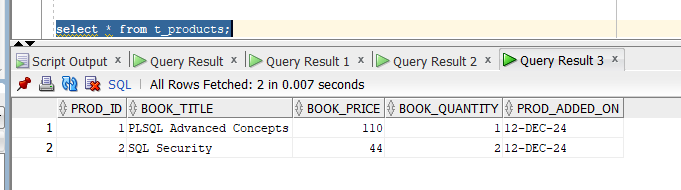 select * from t_products;
Script Output x Query Result x Query Result 1 x Query Result 2 x Query Result 3 x
SQL | All Rows Fetched: 2 in 0.007 seconds
PROD_ID BOOK_TITLE BOOK_PRICE BOOK_QUANTITY PROD_ADDED_ON
1 1 PLSQL Advanced Concepts 110 1 12-DEC-24
2 2 SQL Security 44 2 12-DEC-24